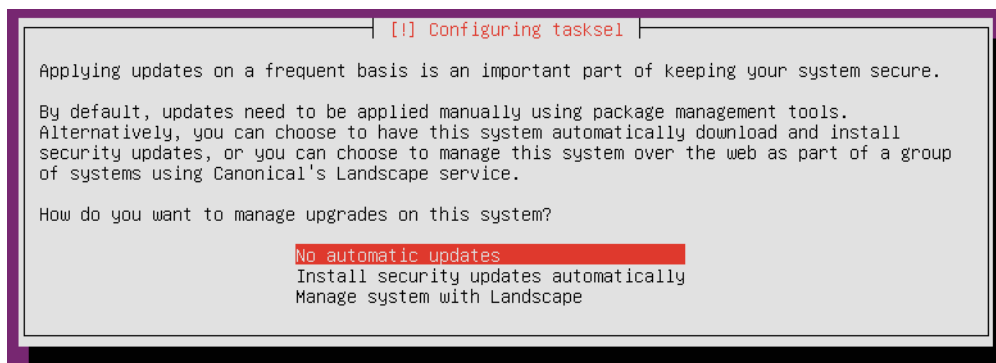 [!] Configuring tasksel
Applying updates on a frequent basis is an important part of keeping your system secure.
By default, updates need to be applied manually using package management tools.
Alternatively, you can choose to have this system automatically download and install
security updates, or you can choose to manage this system over the web as part of a group
of systems using Canonical's Landscape service.
How do you want to manage upgrades on this system?
No automatic updates
Install security updates automatically
Manage system with Landscape